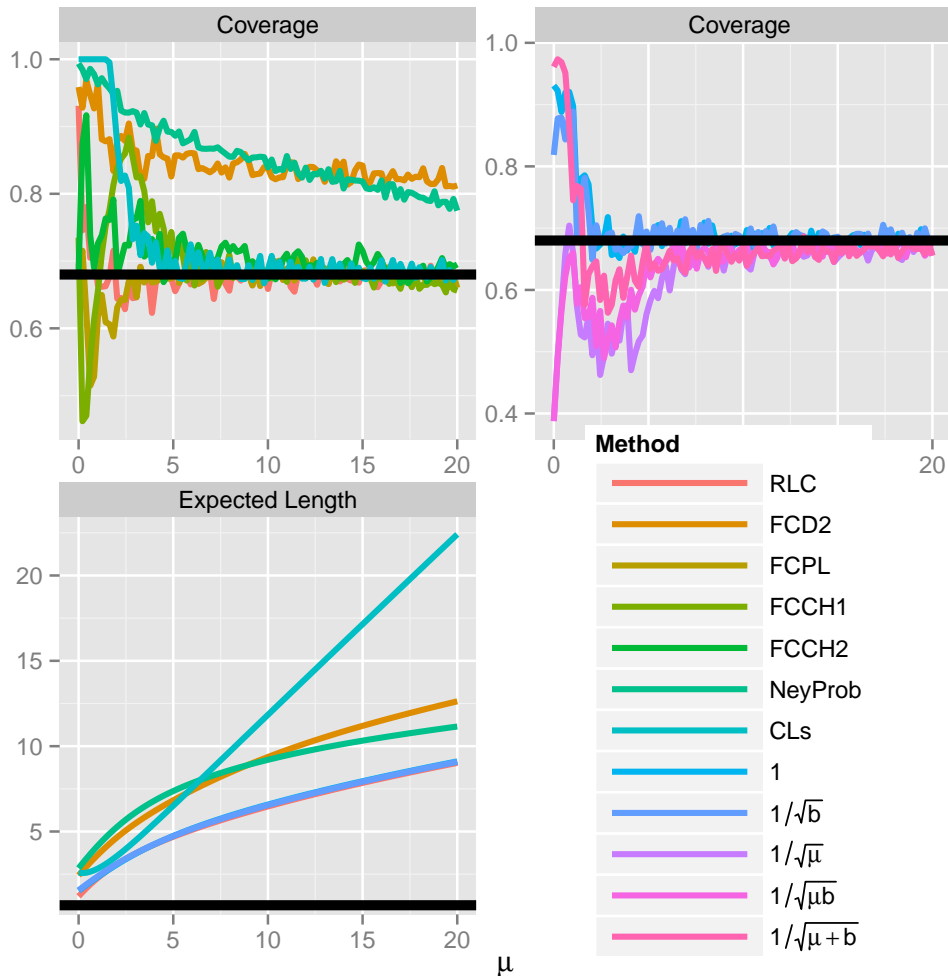 Coverage
1.0
0.8
0.6
0 5 10 15 20
Coverage
1.0
0.8
0.6
0.4
0 20
Expected Length
20
15
10
5
0 5 10 15 20
μ
Method
RLC
FCD2
FCPL
FCCH1
FCCH2
NeyProb
CLs
1
1/√b
1/√μ
1/√μb
1/√μ + b